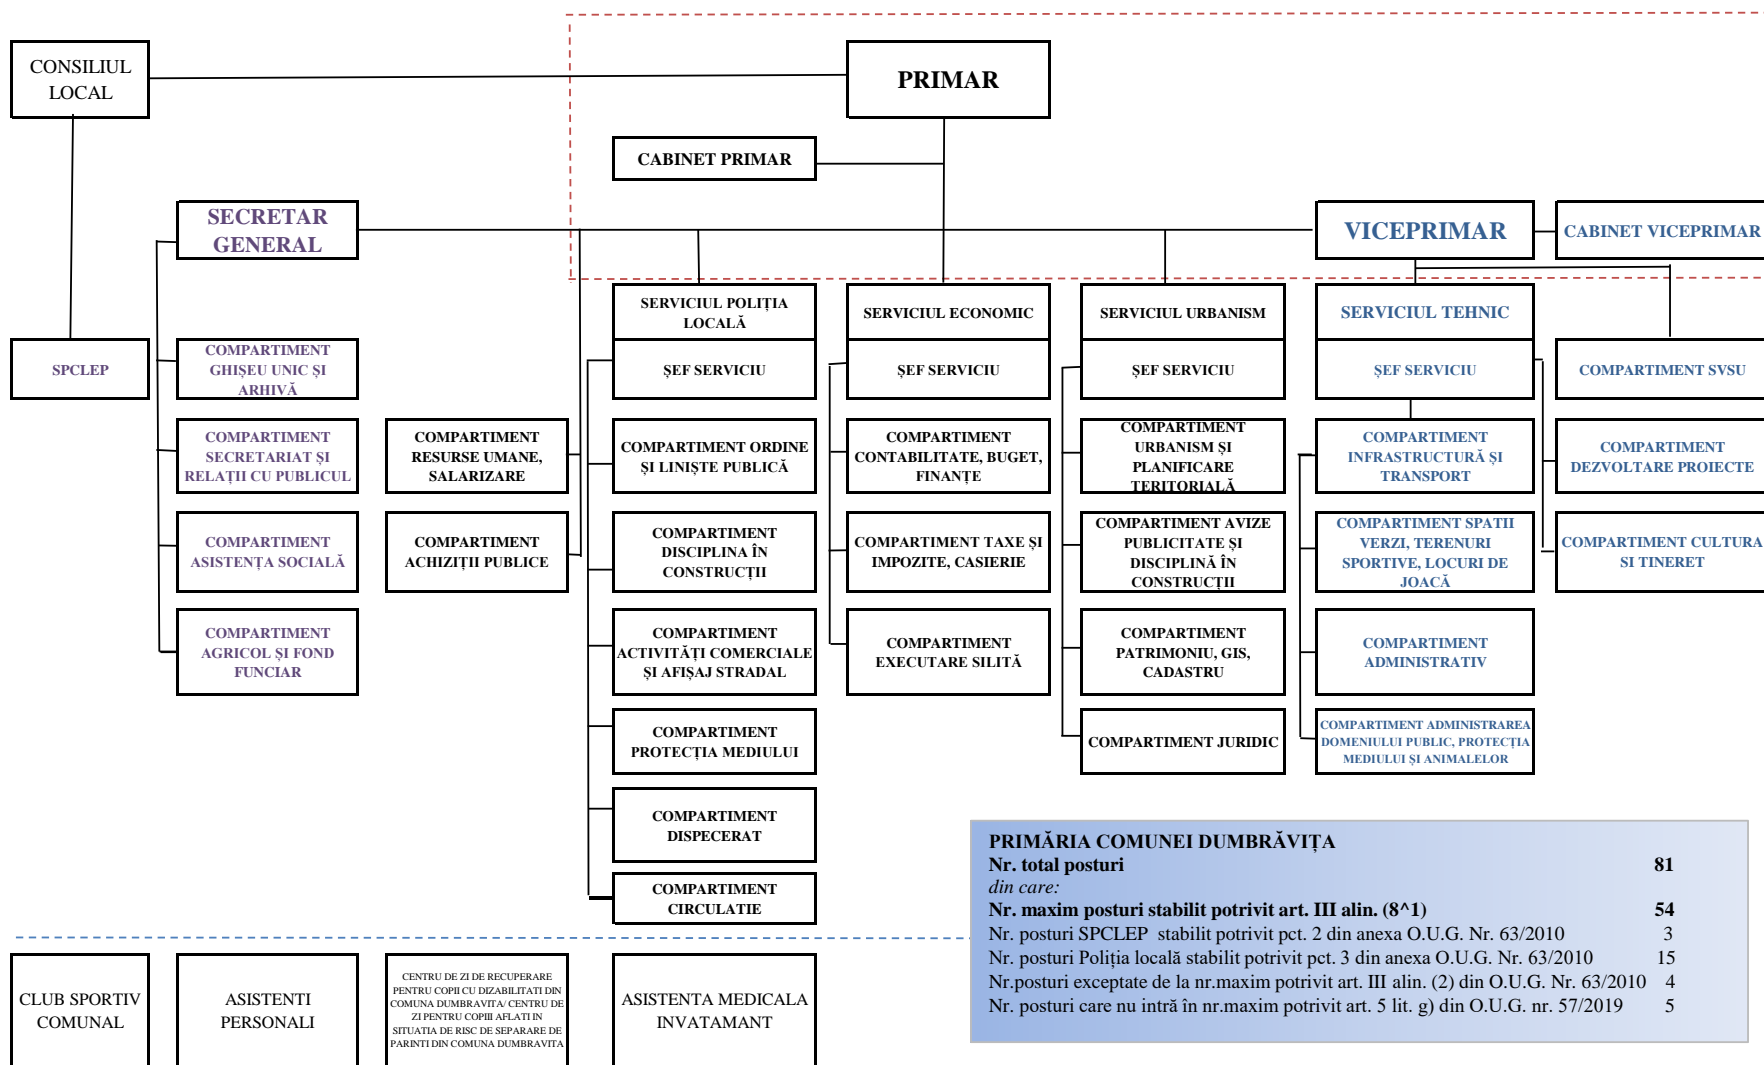 CONSILIUL
LOCAL
PRIMAR
CABINET PRIMAR
SECRETAR
GENERAL
VICEPRIMAR
CABINET VICEPRIMAR
SERVICIUL POLIȚIA
LOCALĂ
SERVICIUL ECONOMIC
SERVICIUL URBANISM
SERVICIUL TEHNIC
SPCLEP
COMPARTIMENT
GHIȘEU UNIC ȘI
ARHIVĂ
ȘEF SERVICIU
ȘEF SERVICIU
ȘEF SERVICIU
ȘEF SERVICIU
COMPARTIMENT SVSU
COMPARTIMENT
SECRETARIAT ȘI
RELAȚII CU PUBLICUL
COMPARTIMENT
RESURSE UMANE,
SALARIZARE
COMPARTIMENT ORDINE
ȘI LINIȘTE PUBLICĂ
COMPARTIMENT
CONTABILITATE, BUGET,
FINANȚE
COMPARTIMENT
URBANISM ȘI
PLANIFICARE
TERITORIALĂ
COMPARTIMENT
INFRASTRUCTURĂ ȘI
TRANSPORT
COMPARTIMENT
DEZVOLTARE PROIECTE
COMPARTIMENT
ASISTENȚA SOCIALĂ
COMPARTIMENT
ACHIZIȚII PUBLICE
COMPARTIMENT
DISCIPLINA ÎN
CONSTRUCȚII
COMPARTIMENT TAXE ȘI
IMPOZITE, CASIERIE
COMPARTIMENT AVIZE
PUBLICITATE ȘI
DISCIPLINĂ ÎN
CONSTRUCȚII
COMPARTIMENT SPATII
VERZI, TERENURI
SPORTIVE, LOCURI DE
JOACĂ
COMPARTIMENT CULTURA
SI TINERET
COMPARTIMENT
AGRICOL ȘI FOND
FUNCIAR
COMPARTIMENT
ACTIVITĂȚI COMERCIALE
ȘI AFIȘAJ STRADAL
COMPARTIMENT
EXECUTARE SILITĂ
COMPARTIMENT
PATRIMONIU, GIS,
CADASTRU
COMPARTIMENT
ADMINISTRATIV
COMPARTIMENT
PROTECȚIA MEDIULUI
COMPARTIMENT JURIDIC
COMPARTIMENT ADMINISTRAREA
DOMENIULUI PUBLIC, PROTECȚIA
MEDIULUI ȘI ANIMALELOR
COMPARTIMENT
DISPECERAT
COMPARTIMENT
CIRCULATIE
PRIMĂRIA COMUNEI DUMBRĂVIȚA
Nr. total posturi 81
din care:
Nr. maxim posturi stabilit potrivit art. III alin. (8^1) 54
Nr. posturi SPCLEP stabilit potrivit pct. 2 din anexa O.U.G. Nr. 63/2010 3
Nr. posturi Poliția locală stabilit potrivit pct. 3 din anexa O.U.G. Nr. 63/2010 15
Nr.posturi exceptate de la nr.maxim potrivit art. III alin. (2) din O.U.G. Nr. 63/2010 4
Nr. posturi care nu intră în nr.maxim potrivit art. 5 lit. g) din O.U.G. nr. 57/2019 5
CLUB SPORTIV
COMUNAL
ASISTENTI
PERSONALI
CENTRU DE ZI DE RECUPERARE
PENTRU COPII CU DIZABILITATI DIN
COMUNA DUMBRAVITA/ CENTRU DE
ZI PENTRU COPIII AFLATI IN
SITUATIA DE RISC DE SEPARARE DE
PARINTI DIN COMUNA DUMBRAVITA
ASISTENTA MEDICALA
INVATAMANT